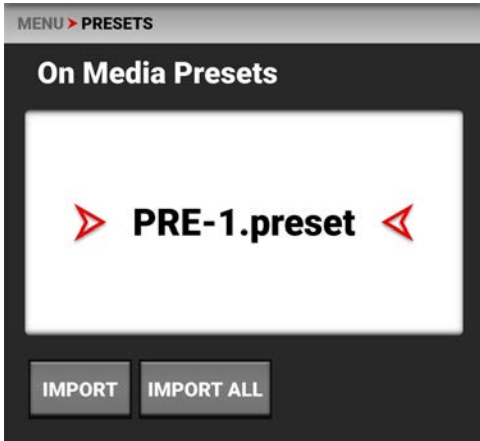 MENU > PRESETS
On Media Presets
PRE-1.preset
IMPORT IMPORT ALL